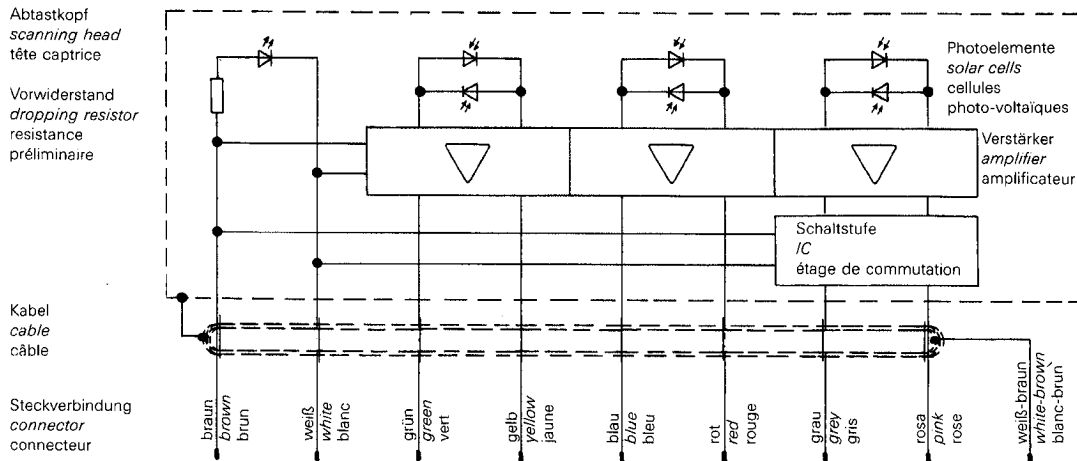 Abtastkopf
scanning head
tête captrice
Vorwiderstand
dropping resistor
resistance
préliminaire
Photoelemente
solar cells
cellules
photo-voltaïques
Verstärker
amplifier
amplificateur
Schaltstufe
IC
étage de commutation
Kabel
cable
câble
Steckverbindung
connector
connecteur
braun
brown
brun
weiß
white
blanc
grün
green
vert
gelb
yellow
jaune
blau
blue
bleu
rot
red
rouge
grau
grey
gris
rosa
pink
rose
weiß-braun
white-brown
blanc-brun